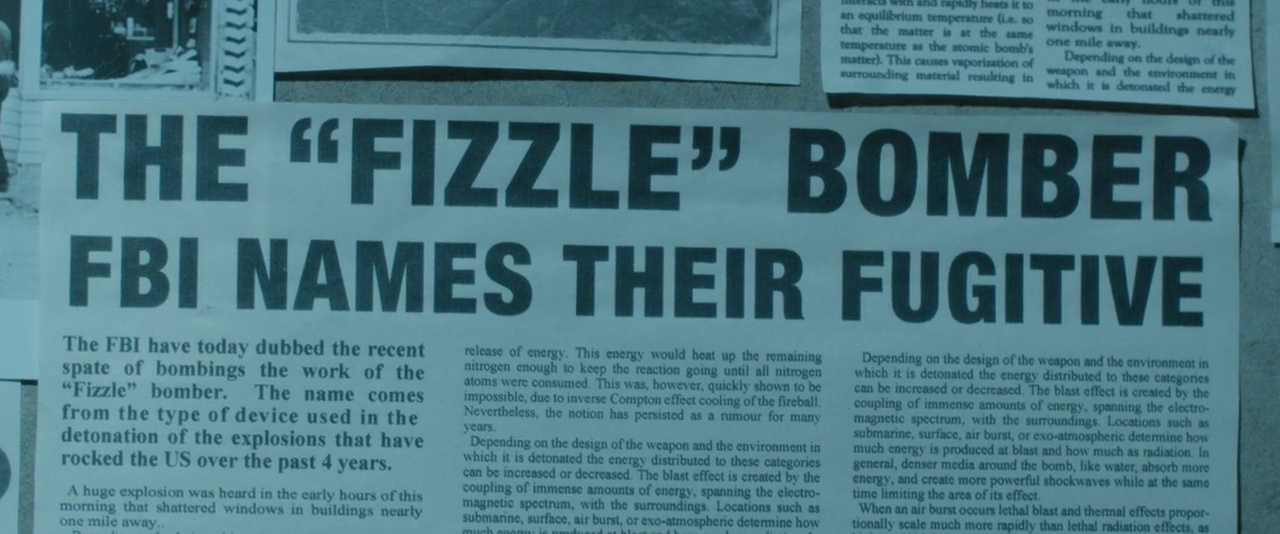 interacts with and rapidly heats it to
an equilibrium temperature (i.e. so
that the matter is at the same
temperature as the atomic bomb's
matter). This causes vaporisation of
surrounding material resulting in
morning that shattered
windows in buildings nearly
one mile away.
Depending on the design of the
weapon and the environment in
which it is detonated the energy
THE “FIZZLE” BOMBER
FBI NAMES THEIR FUGITIVE
The FBI have today dubbed the recent
spate of bombings the work of the
“Fizzle” bomber. The name comes
from the type of device used in the
detonation of the explosions that have
rocked the US over the past 4 years.
A huge explosion was heard in the early hours of this
morning that shattered windows in buildings nearly
one mile away..
release of energy. This energy would heat up the remaining
nitrogen enough to keep the reaction going until all nitrogen
atoms were consumed. This was, however, quickly shown to be
impossible, due to inverse Compton effect cooling of the fireball.
Nevertheless, the notion has persisted as a rumour for many
years.
Depending on the design of the weapon and the environment in
which it is detonated the energy distributed to these categories
can be increased or decreased. The blast effect is created by the
coupling of immense amounts of energy, spanning the electro-
magnetic spectrum, with the surroundings. Locations such as
submarine, surface, air burst, or exo-atmospheric determine how
Depending on the design of the weapon and the environment in
which it is detonated the energy distributed to these categories
can be increased or decreased. The blast effect is created by the
coupling of immense amounts of energy, spanning the electro-
magnetic spectrum, with the surroundings. Locations such as
submarine, surface, air burst, or exo-atmospheric determine how
much energy is produced at blast and how much as radiation. In
general, denser media around the bomb, like water, absorb more
energy, and create more powerful shockwaves while at the same
time limiting the area of its effect.
When an air burst occurs lethal blast and thermal effects propor-
tionally scale much more rapidly than lethal radiation effects, as